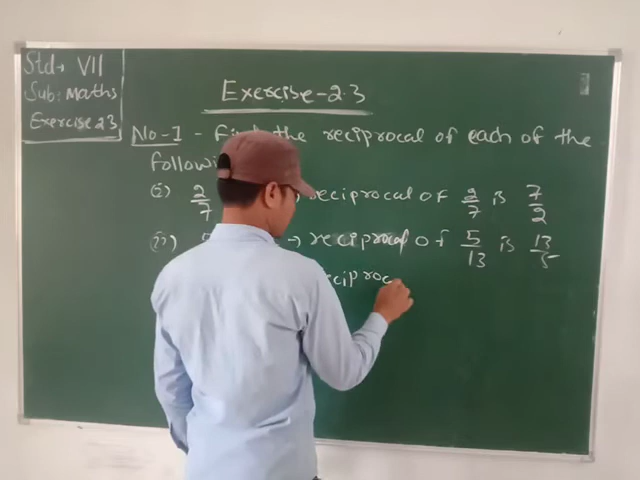 Std→ VII
Sub: Maths
Exercise 2.3
Exercise-2.3
No-1 - Find the reciprocal of each of the
(i) 2/7 → reciprocal of 2/7 is 7/2
(ii) → reciprocal of 5/13 is 13/5